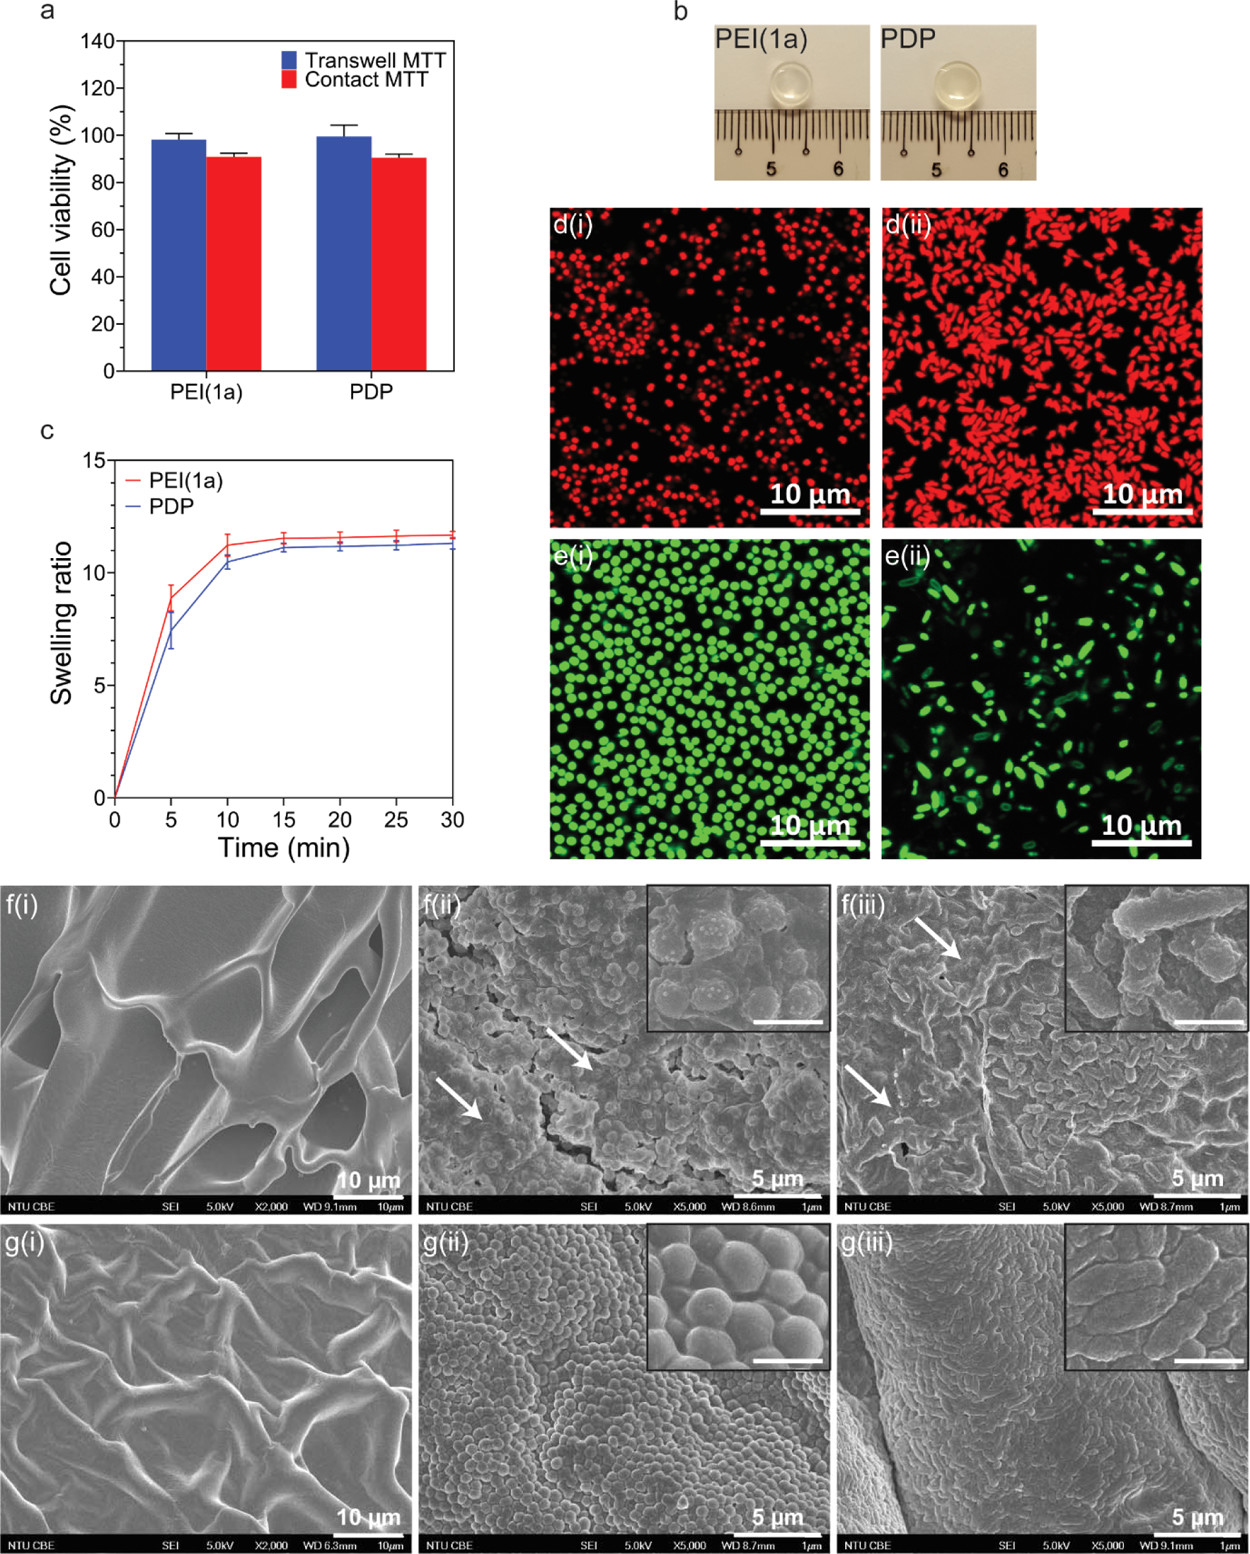 a
140
120
100
80
60
40
20
0
Cell viability (%)
Transwell MTT
Contact MTT
PEI(1a)
PDP
b
PEI(1a)
5
6
PDP
5
6
c
15
10
5
0
Swelling ratio
PEI(1a)
PDP
0 5 10 15 20 25 30
Time (min)
d(i)
10 µm
d(ii)
10 µm
e(i)
10 µm
e(ii)
10 µm
f(i)
10 µm
NTU CBE SEI 5.0kV X2,000 WD 9.1mm 10µm
f(ii)
5 µm
NTU CBE SEI 5.0kV X5,000 WD 8.6mm 1µm
f(iii)
5 µm
NTU CBE SEI 5.0kV X5,000 WD 8.7mm 1µm
g(i)
10 µm
NTU CBE SEI 5.0kV X2,000 WD 6.3mm 10µm
g(ii)
5 µm
NTU CBE SEI 5.0kV X5,000 WD 8.7mm 1µm
g(iii)
5 µm
NTU CBE SEI 5.0kV X5,000 WD 9.1mm 1µm